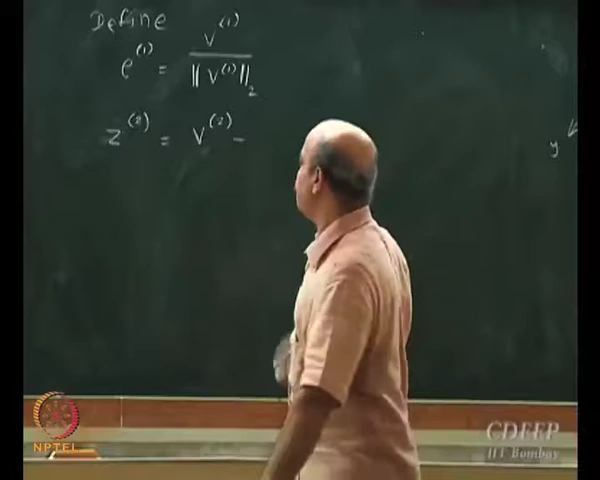 Define
e^(1) = v^(1) / ||v^(1)||_2
z^(2) = v^(2) -
y
NPTEL
CDEEP
IIT Bombay